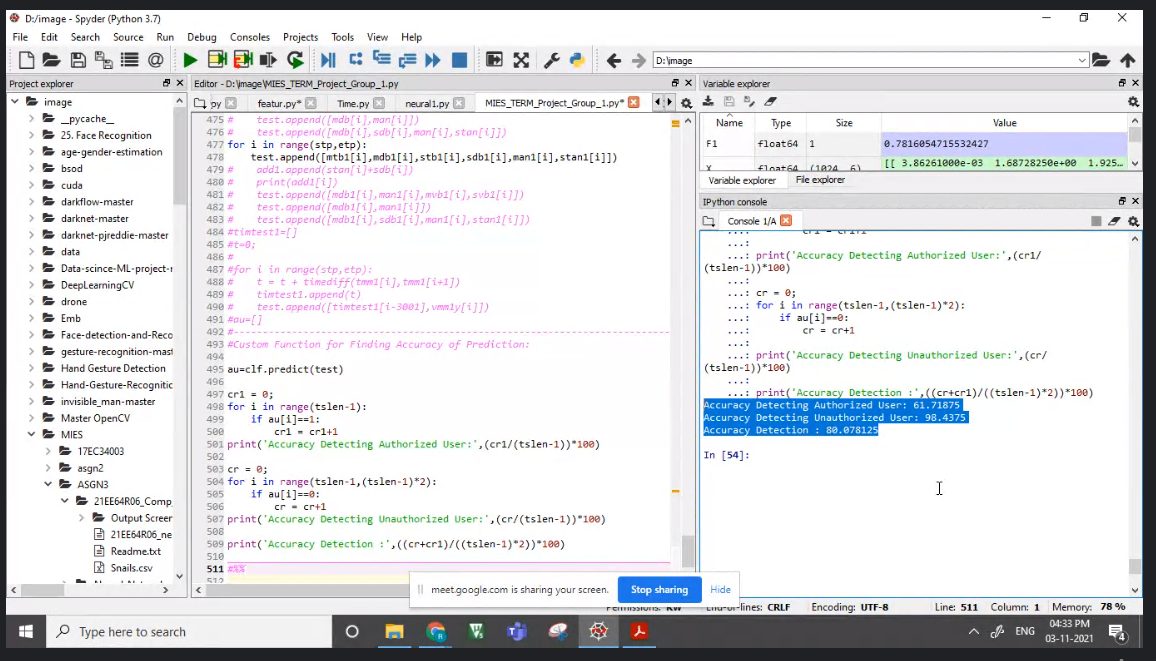 D:/image - Spyder (Python 3.7)
File Edit Search Source Run Debug Consoles Projects Tools View Help
D:\image
Project explorer
image
__pycache__
25. Face Recognition
age-gender-estimation
bsod
cuda
darkflow-master
darknet-master
darknet-pjreddie-master
data
Data-scince-ML-project-r
DeepLearningCV
drone
Emb
Face-detection-and-Reco
gesture-recognition-mast
Hand Gesture Detection
Hand-Gesture-Recognitic
invisible_man-master
Master OpenCV
MIES
17EC34003
asgn2
ASGN3
21EE64R06_Comp_
Output Screer
21EE64R06_ne
Readme.txt
Snails.csv
Editor - D:\image\MIES_TERM_Project_Group_1.py
py featur.py* Time.py neural1.py MIES_TERM_Project_Group_1.py*
475 # test.append([mdb[i],man[i]])
476 # test.append([mdb[i],sdb[i],man[i],stan[i]])
477 for i in range(stp,etp):
478 test.append([mtb1[i],mdb1[i],stb1[i],sdb1[i],man1[i],stan1[i]])
479 # add1.append(stan[i]+sdb[i])
480 # print(add1[i])
481 # test.append([mdb1[i],man1[i],mvb1[i],svb1[i]])
482 # test.append([mdb1[i],man1[i]])
483 # test.append([mdb1[i],sdb1[i],man1[i],stan1[i]])
484 #timtest1=[]
485 #t=0;
486 #
487 #for i in range(stp,etp):
488 # t = t + timediff(tmm1[i],tmm1[i+1])
489 # timtest1.append(t)
490 # test.append([timtest1[i-3001],vmm1y[i]])
491 #au=[]
492 #--------------------------------------------------------------------
493 #Custom Function for Finding Accuracy of Prediction:
494
495 au=clf.predict(test)
496
497 cr1 = 0;
498 for i in range(tslen-1):
499 if au[i]==1:
500 cr1 = cr1+1
501 print('Accuracy Detecting Authorized User:',(cr1/(tslen-1))*100)
502
503 cr = 0;
504 for i in range(tslen-1,(tslen-1)*2):
505 if au[i]==0:
506 cr = cr+1
507 print('Accuracy Detecting Unauthorized User:',(cr/(tslen-1))*100)
508
509 print('Accuracy Detection :',((cr+cr1)/((tslen-1)*2))*100)
510
511 #%%
512
Variable explorer
Name Type Size Value
F1 float64 1 0.7816054715532427
X float64 (1024, 6) [[ 3.86261000e-03 1.68728250e+00 1.925...
Variable explorer File explorer
IPython console
Console 1/A
cr1 = cr1+1
...:
...: print('Accuracy Detecting Authorized User:',(cr1/
(tslen-1))*100)
...:
...: cr = 0;
...: for i in range(tslen-1,(tslen-1)*2):
...: if au[i]==0:
...: cr = cr+1
...:
...: print('Accuracy Detecting Unauthorized User:',(cr/
(tslen-1))*100)
...:
...: print('Accuracy Detection :',((cr+cr1)/((tslen-1)*2))*100)
Accuracy Detecting Authorized User: 61.71875
Accuracy Detecting Unauthorized User: 98.4375
Accuracy Detection : 80.078125
In [54]:
meet.google.com is sharing your screen. Stop sharing Hide
Permissions: RW End-of-lines: CRLF Encoding: UTF-8 Line: 511 Column: 1 Memory: 78 %
Type here to search
ENG
04:33 PM
03-11-2021
4